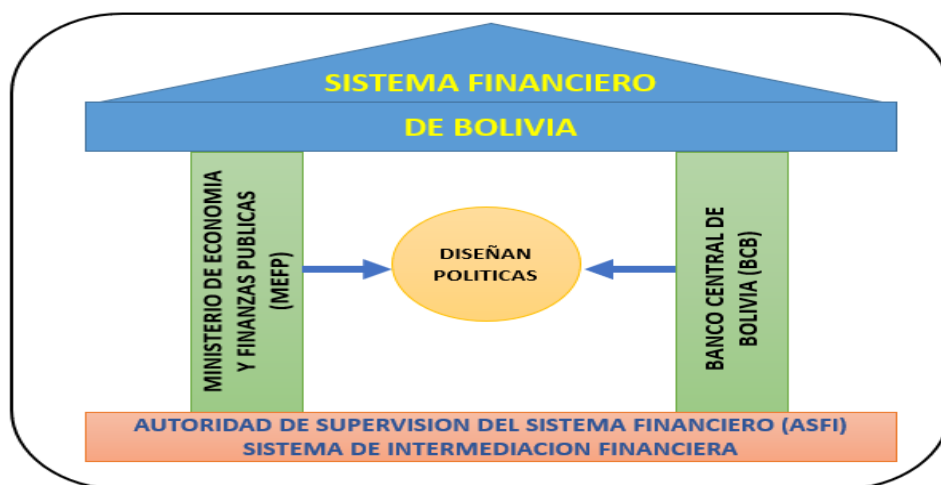 SISTEMA FINANCIERO
DE BOLIVIA
MINISTERIO DE ECONOMIA
Y FINANZAS PUBLICAS
(MEFP)
DISEÑAN
POLITICAS
BANCO CENTRAL DE
BOLIVIA (BCB)
AUTORIDAD DE SUPERVISION DEL SISTEMA FINANCIERO (ASFI)
SISTEMA DE INTERMEDIACION FINANCIERA